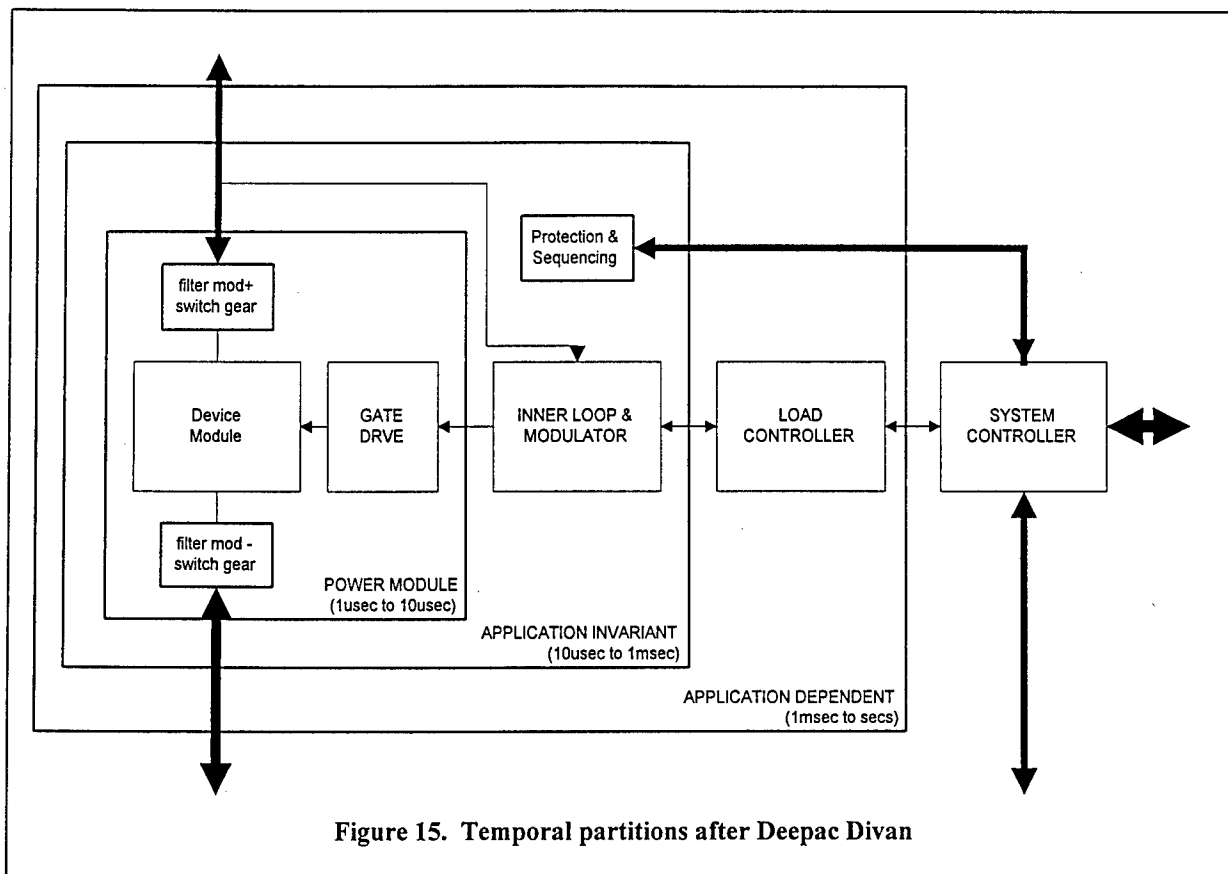 Protection &
Sequencing
filter mod+
switch gear
Device
Module
GATE
DRVE
INNER LOOP &
MODULATOR
LOAD
CONTROLLER
SYSTEM
CONTROLLER
filter mod -
switch gear
POWER MODULE
(1usec to 10usec)
APPLICATION INVARIANT
(10usec to 1msec)
APPLICATION DEPENDENT
(1msec to secs)
Figure 15. Temporal partitions after Deepac Divan